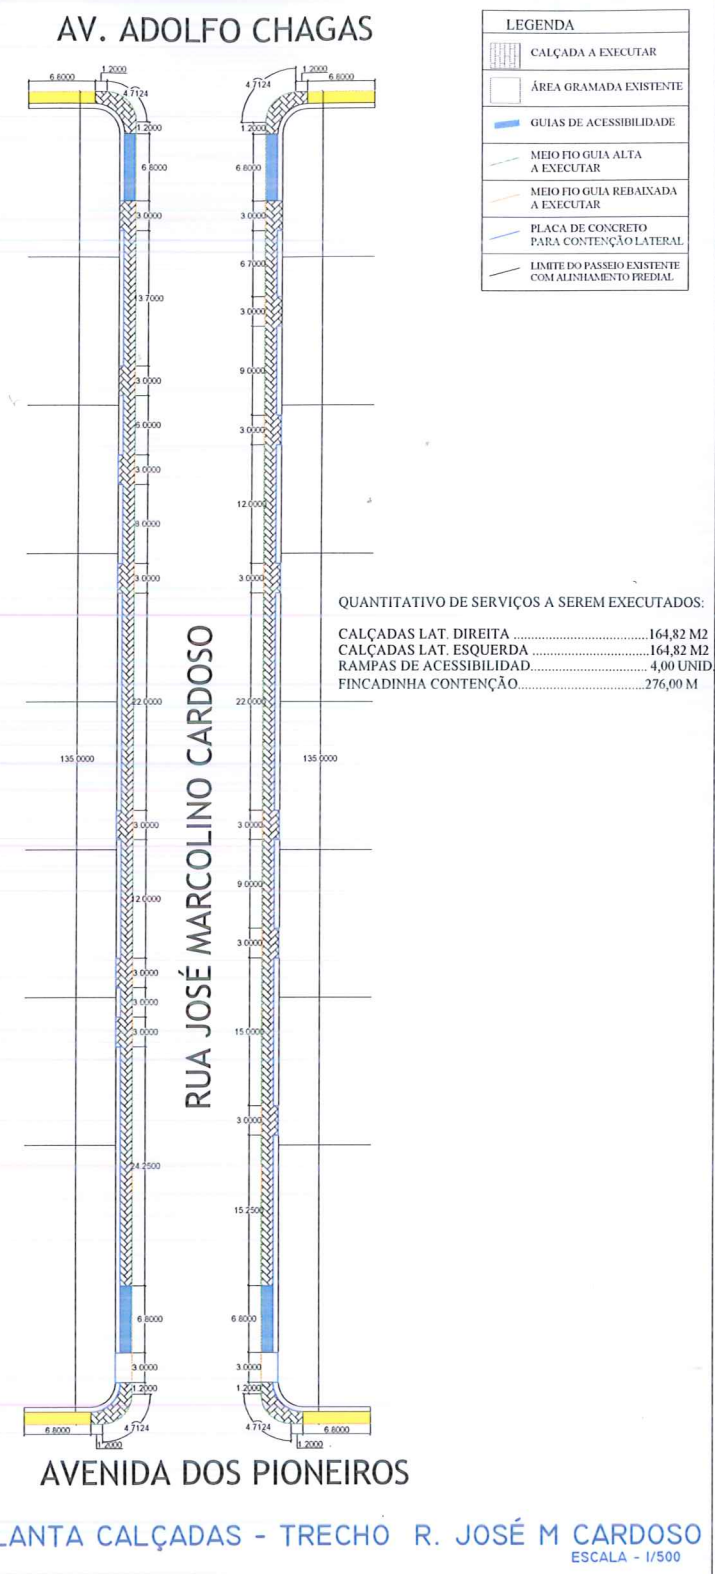 AV. ADOLFO CHAGAS
LEGENDA
CALÇADA A EXECUTAR
ÁREA GRAMADA EXISTENTE
GUIAS DE ACESSIBILIDADE
MEIO FIO GUIA ALTA
A EXECUTAR
MEIO FIO GUIA REBAIXADA
A EXECUTAR
PLACA DE CONCRETO
PARA CONTENÇÃO LATERAL
LIMITE DO PASSEIO EXISTENTE
COM ALINHAMENTO PREDIAL
1.2000
6.8000
4.7124
1.2000
6.8000
3.0000
3.0000
6.0000
3.0000
8.0000
3.0000
22.0000
135.0000
3.0000
12.0000
3.0000
3.0000
3.0000
24.2500
6.8000
3.0000
1.2000
4.7124
6.8000
1.2000
RUA JOSÉ MARCOLINO CARDOSO
1.2000
4.7124
6.8000
1.2000
6.8000
3.0000
6.7000
3.0000
9.0000
3.0000
12.0000
3.0000
22.0000
135.0000
3.0000
9.0000
3.0000
15.0000
3.0000
15.2500
6.8000
3.0000
1.2000
4.7124
6.8000
1.2000
QUANTITATIVO DE SERVIÇOS A SEREM EXECUTADOS:
CALÇADAS LAT. DIREITA ..............................164,82 M2
CALÇADAS LAT. ESQUERDA ..........................164,82 M2
RAMPAS DE ACESSIBILIDAD.......................... 4,00 UNID
FINCADINHA CONTENÇÃO............................276,00 M
AVENIDA DOS PIONEIROS
LANTA CALÇADAS - TRECHO R. JOSÉ M CARDOSO
ESCALA - 1/500